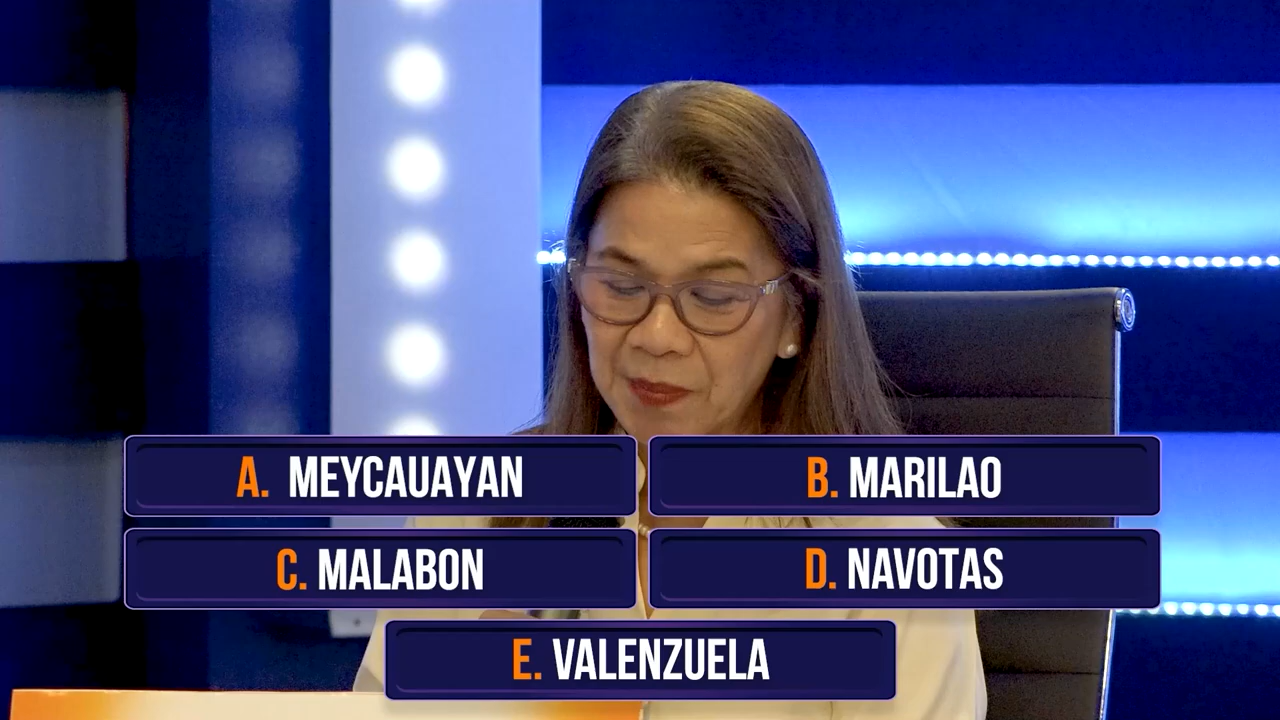 A. MEYCAUAYAN
B. MARILAO
C. MALABON
D. NAVOTAS
E. VALENZUELA